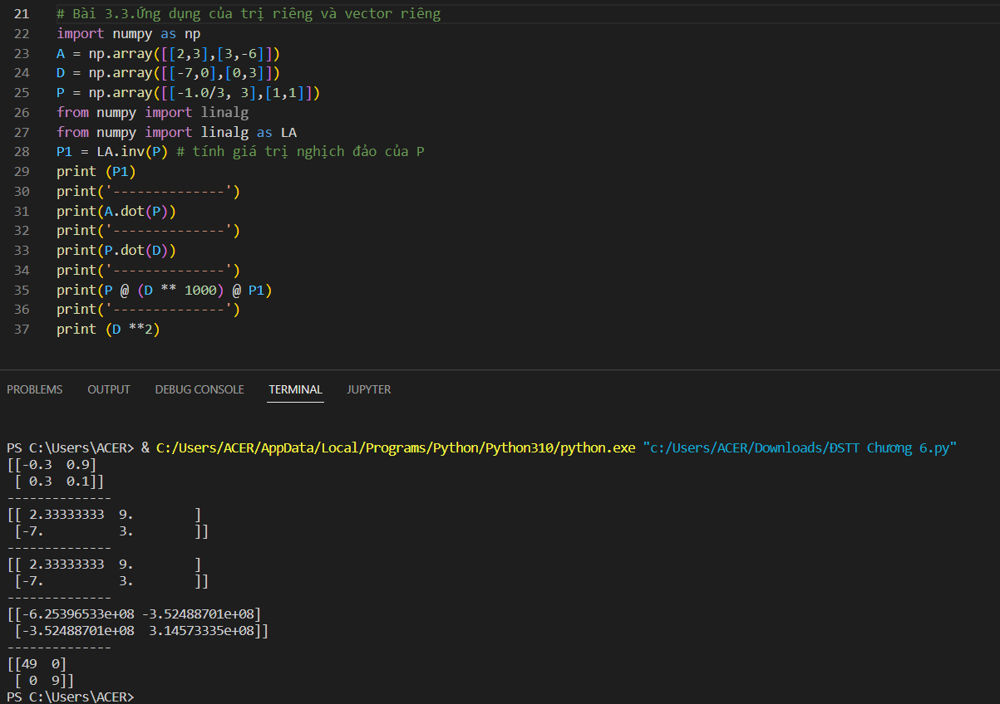 21 # Bài 3.3.Ứng dụng của trị riêng và vector riêng
22 import numpy as np
23 A = np.array([[2,3],[3,-6]])
24 D = np.array([[-7,0],[0,3]])
25 P = np.array([[-1.0/3, 3],[1,1]])
26 from numpy import linalg
27 from numpy import linalg as LA
28 P1 = LA.inv(P) # tính giá trị nghịch đảo của P
29 print (P1)
30 print('--------------')
31 print(A.dot(P))
32 print('--------------')
33 print(P.dot(D))
34 print('--------------')
35 print(P @ (D ** 1000) @ P1)
36 print('--------------')
37 print (D **2)
PROBLEMS OUTPUT DEBUG CONSOLE TERMINAL JUPYTER
PS C:\Users\ACER> & C:/Users/ACER/AppData/Local/Programs/Python/Python310/python.exe "c:/Users/ACER/Downloads/ĐSTT Chương 6.py"
[[-0.3  0.9]
 [ 0.3  0.1]]
--------------
[[ 2.33333333  9.        ]
 [-7.          3.        ]]
--------------
[[ 2.33333333  9.        ]
 [-7.          3.        ]]
--------------
[[-6.25396533e+08 -3.52488701e+08]
 [-3.52488701e+08  3.14573335e+08]]
--------------
[[49  0]
 [ 0  9]]
PS C:\Users\ACER>